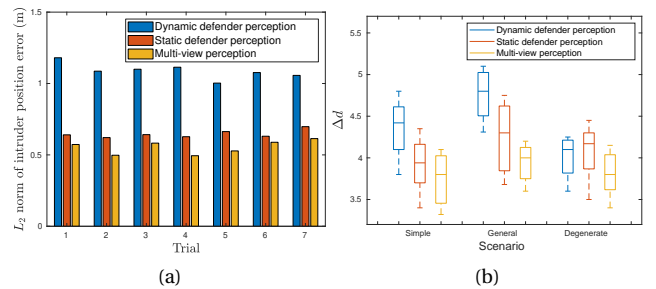 1.5
1
0.5
0
L2 norm of intruder position error (m)
Dynamic defender perception
Static defender perception
Multi-view perception
1 2 3 4 5 6 7
Trial
(a)
5
4.5
4
3.5
Δd
Dynamic defender perception
Static defender perception
Multi-view perception
Simple General Degenerate
Scenario
(b)